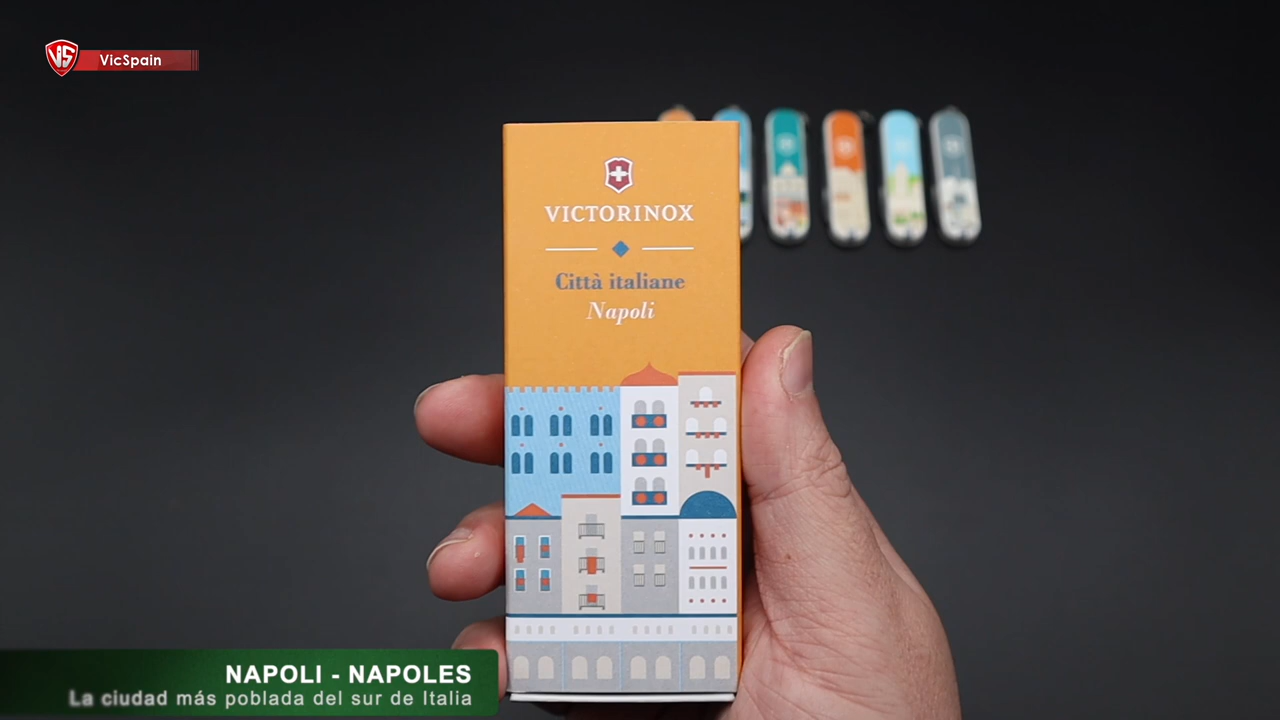 VicSpain
VICTORINOX
Città italiane
Napoli
NAPOLI - NAPOLES
La ciudad más poblada del sur de Italia